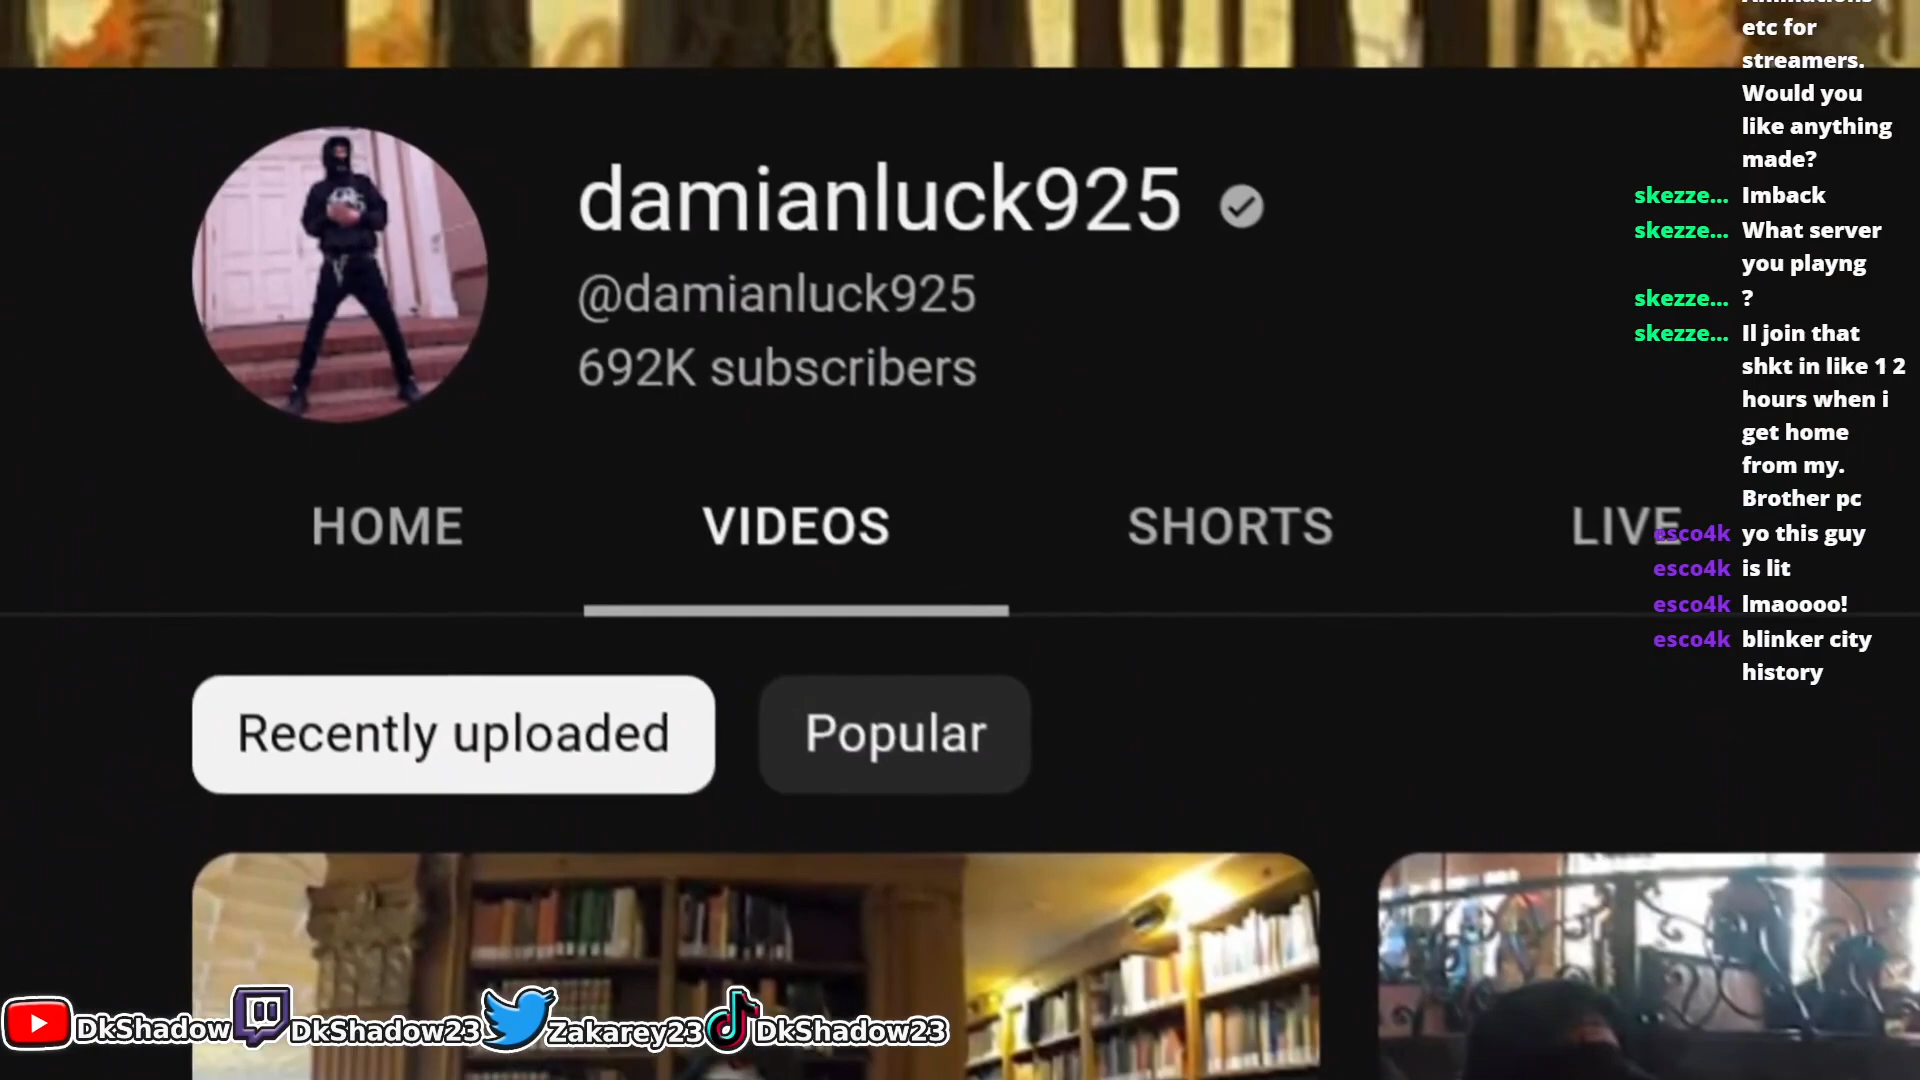 etc for
streamers.
Would you
like anything
made?
skezze... Imback
skezze... What server
you playng
skezze... ?
skezze... Il join that
shkt in like 1 2
hours when i
get home
from my.
Brother pc
esco4k yo this guy
esco4k is lit
esco4k lmaoooo!
esco4k blinker city
history
damianluck925
@damianluck925
692K subscribers
HOME VIDEOS SHORTS LIVE
Recently uploaded Popular
DkShadow DkShadow23 Zakarey23 DkShadow23